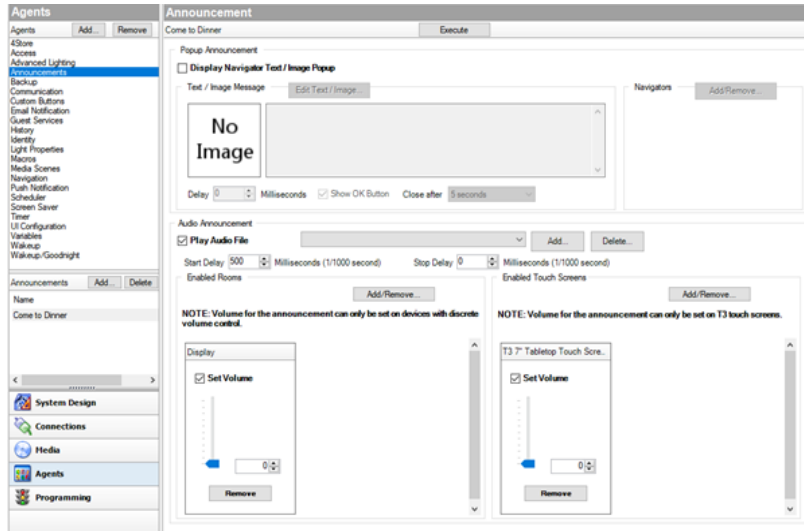 Agents
Agents Add... Remove
4Store
Access
Advanced Lighting
Announcements
Backup
Communication
Custom Buttons
Email Notification
Guest Services
History
Identity
Light Properties
Macros
Media Scenes
Navigation
Push Notification
Scheduler
Screen Saver
Timer
UI Configuration
Variables
Wakeup
Wakeup/Goodnight
Announcements Add... Delete
Name
Come to Dinner
System Design
Connections
Media
Agents
Programming
Announcement
Come to Dinner Execute
Popup Announcement
Display Navigator Text / Image Popup
Text / Image Message Edit Text / Image...
No
Image
Delay 0 Milliseconds Show OK Button Close after 5 seconds
Navigators Add/Remove...
Audio Announcement
Play Audio File Add... Delete...
Start Delay 500 Milliseconds (1/1000 second) Stop Delay 0 Milliseconds (1/1000 second)
Enabled Rooms
Add/Remove...
NOTE: Volume for the announcement can only be set on devices with discrete
volume control.
Display
Set Volume
0
Remove
Enabled Touch Screens
Add/Remove...
NOTE: Volume for the announcement can only be set on T3 touch screens.
T3 7" Tabletop Touch Scre..
Set Volume
0
Remove